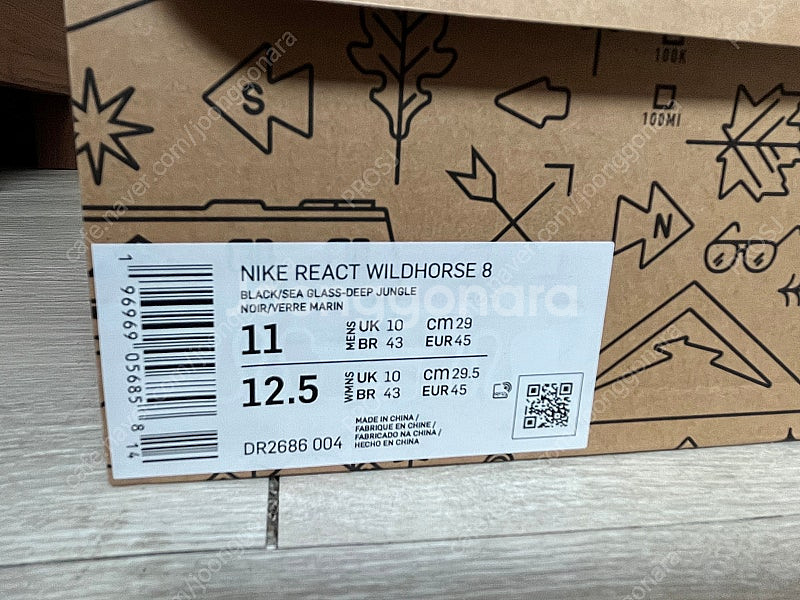 S
100K
100MI
N
NIKE REACT WILDHORSE 8
BLACK/SEA GLASS-DEEP JUNGLE
NOIR/VERRE MARIN
11 MENS UK 10 cm 29
BR 43 EUR 45
12.5 WMNS UK 10 cm 29.5
BR 43 EUR 45
MADE IN CHINA /
FABRIQUE EN CHINE /
FABRICADO NA CHINA /
HECHO EN CHINA
DR2686 004
1 96969 05685 8 14
joonggonara
cafe.naver.com/joonggonara